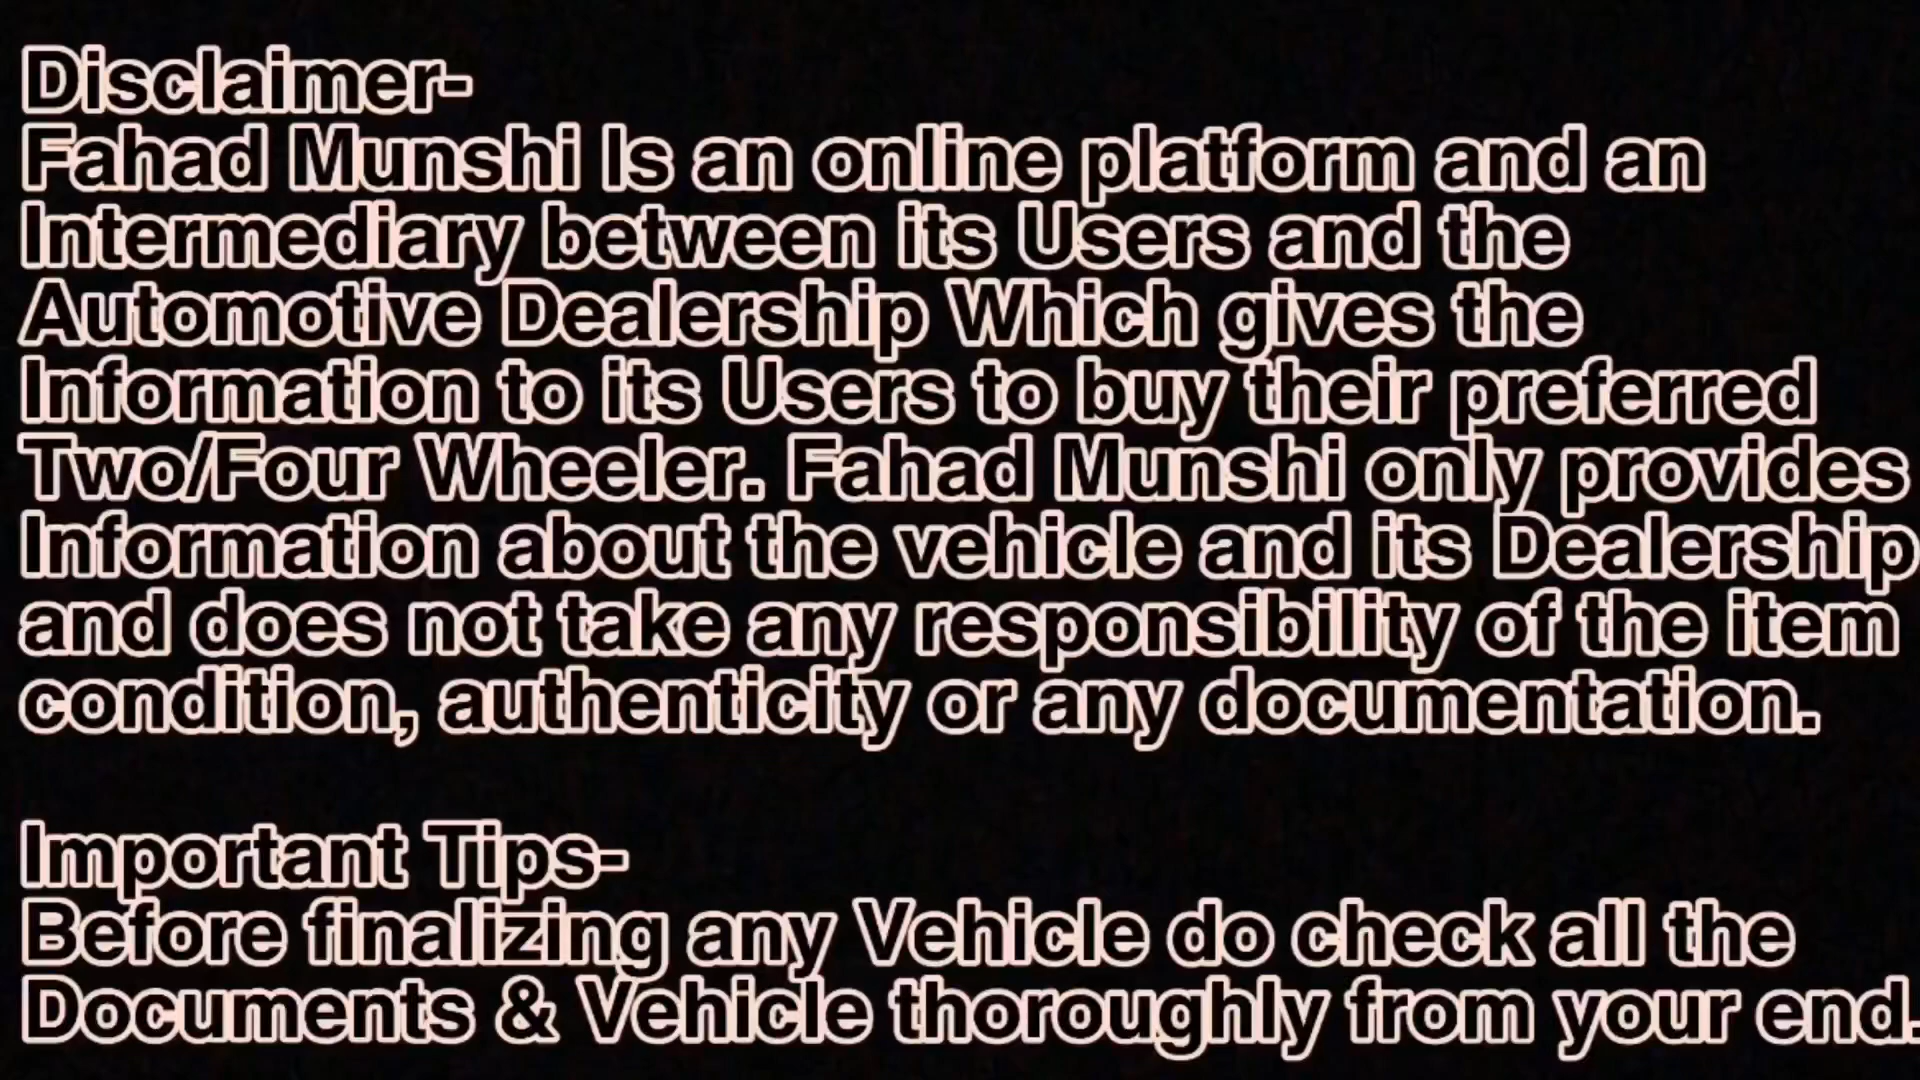 Disclaimer-
Fahad Munshi Is an online platform and an
Intermediary between its Users and the
Automotive Dealership Which gives the
Information to its Users to buy their preferred
Two/Four Wheeler. Fahad Munshi only provides
Information about the vehicle and its Dealership
and does not take any responsibility of the item
condition, authenticity or any documentation.
Important Tips-
Before finalizing any Vehicle do check all the
Documents & Vehicle thoroughly from your end.